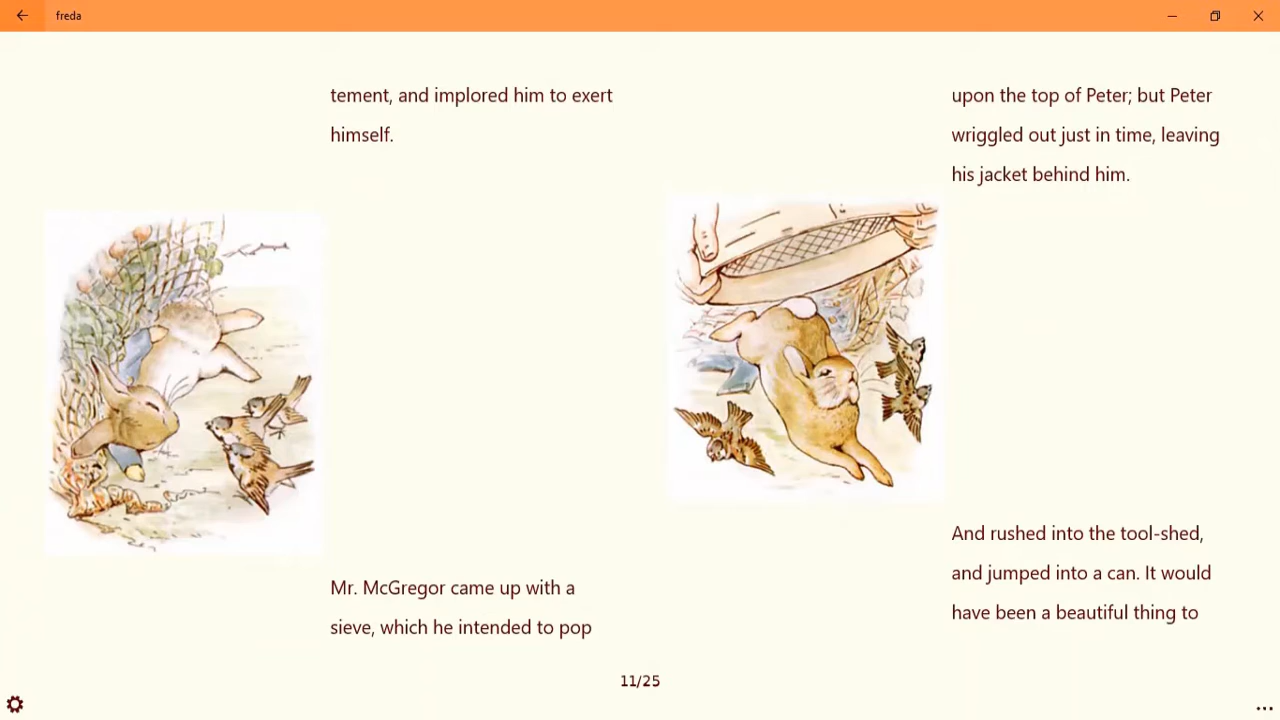 freda
tement, and implored him to exert
himself.
Mr. McGregor came up with a
sieve, which he intended to pop
upon the top of Peter; but Peter
wriggled out just in time, leaving
his jacket behind him.
And rushed into the tool-shed,
and jumped into a can. It would
have been a beautiful thing to
11/25